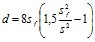 d = 8s_f (1,5 s_f^2/s^2 − 1)